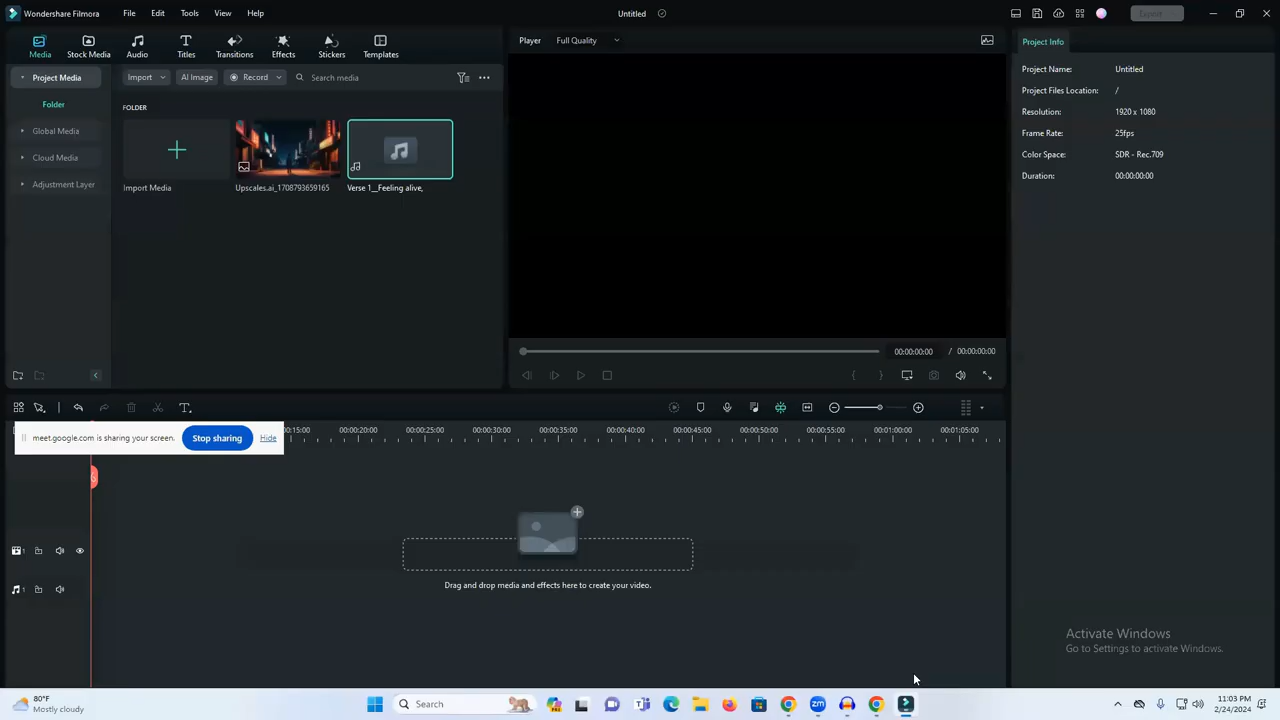 Wondershare Filmora File Edit Tools View Help Untitled Export
Media Stock Media Audio Titles Transitions Effects Stickers Templates
Player Full Quality
Project Info
Project Media
Import AI Image Record Search media
Folder
Global Media
Cloud Media
Adjustment Layer
FOLDER
Import Media
Upscales.ai_1708793659165
Verse 1__Feeling alive,
Project Name: Untitled
Project Files Location: /
Resolution: 1920 x 1080
Frame Rate: 25fps
Color Space: SDR - Rec.709
Duration: 00:00:00:00
00:00:00:00 / 00:00:00:00
00:00:20:00 00:00:25:00 00:00:30:00 00:00:35:00 00:00:40:00 00:00:45:00 00:00:50:00 00:00:55:00 00:01:00:00 00:01:05:00
meet.google.com is sharing your screen. Stop sharing Hide
1
Drag and drop media and effects here to create your video.
1
Activate Windows
Go to Settings to activate Windows.
80°F
Mostly cloudy
Search
11:03 PM
2/24/2024